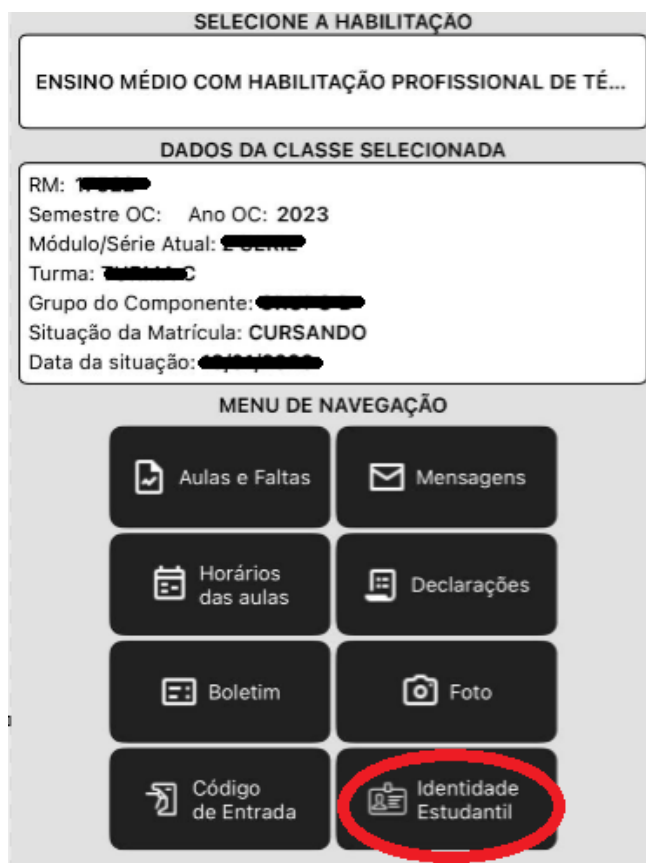 SELECIONE A HABILITAÇÃO
ENSINO MÉDIO COM HABILITAÇÃO PROFISSIONAL DE TÉ...
DADOS DA CLASSE SELECIONADA
RM:
Semestre OC: Ano OC: 2023
Módulo/Série Atual:
Turma:
Grupo do Componente:
Situação da Matrícula: CURSANDO
Data da situação:
MENU DE NAVEGAÇÃO
Aulas e Faltas
Mensagens
Horários
das aulas
Declarações
Boletim
Foto
Código
de Entrada
Identidade
Estudantil